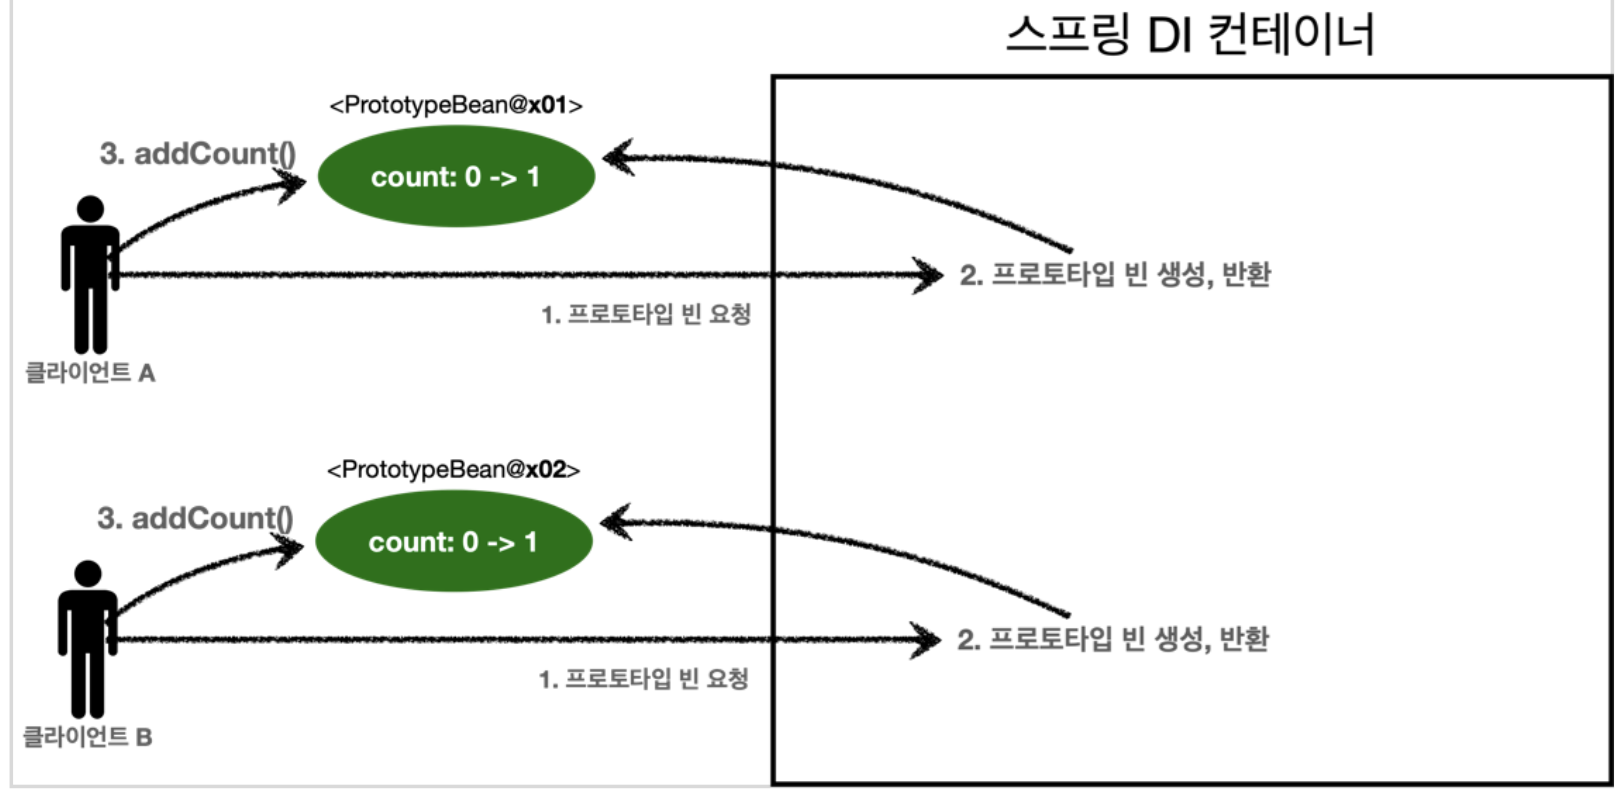 스프링 DI 컨테이너
<PrototypeBean@x01>
3. addCount()
count: 0 -> 1
2. 프로토타입 빈 생성, 반환
1. 프로토타입 빈 요청
클라이언트 A
<PrototypeBean@x02>
3. addCount()
count: 0 -> 1
2. 프로토타입 빈 생성, 반환
1. 프로토타입 빈 요청
클라이언트 B